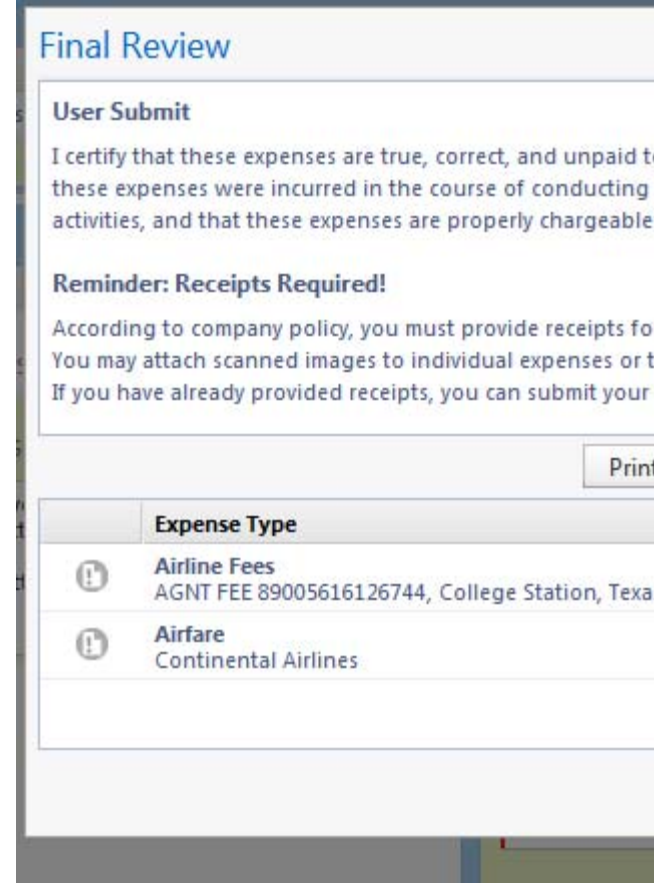 Final Review
User Submit
I certify that these expenses are true, correct, and unpaid
these expenses were incurred in the course of conducting
activities, and that these expenses are properly chargeable
Reminder: Receipts Required!
According to company policy, you must provide receipts
You may attach scanned images to individual expenses or
If you have already provided receipts, you can submit your
Print
Expense Type
Airline Fees
AGNT FEE 89005616126744, College Station,
Airfare
Continental Airlines